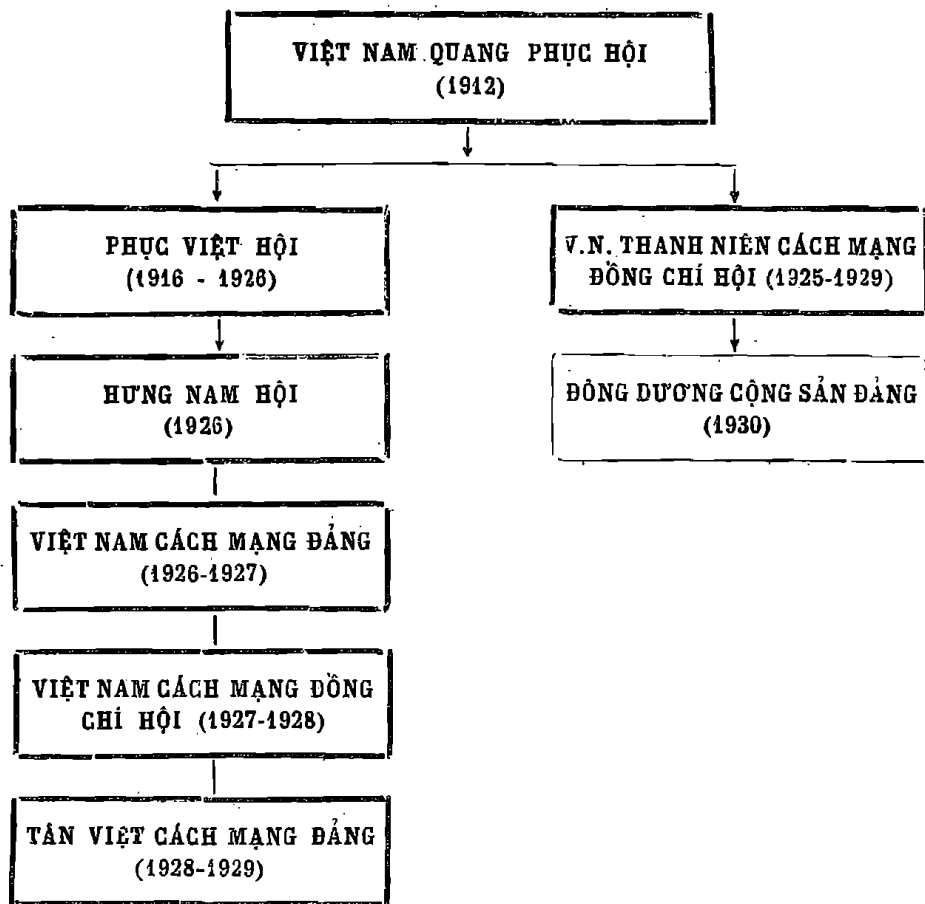 VIỆT NAM QUANG PHỤC HỘI
(1912)
PHỤC VIỆT HỘI
(1916 - 1926)
HƯNG NAM HỘI
(1926)
VIỆT NAM CÁCH MẠNG ĐẢNG
(1926-1927)
VIỆT NAM CÁCH MẠNG ĐỒNG
CHÍ HỘI (1927-1928)
TÂN VIỆT CÁCH MẠNG ĐẢNG
(1928-1929)
V.N. THANH NIÊN CÁCH MẠNG
ĐỒNG CHÍ HỘI (1925-1929)
ĐÔNG DƯƠNG CỘNG SẢN ĐẢNG
(1930)